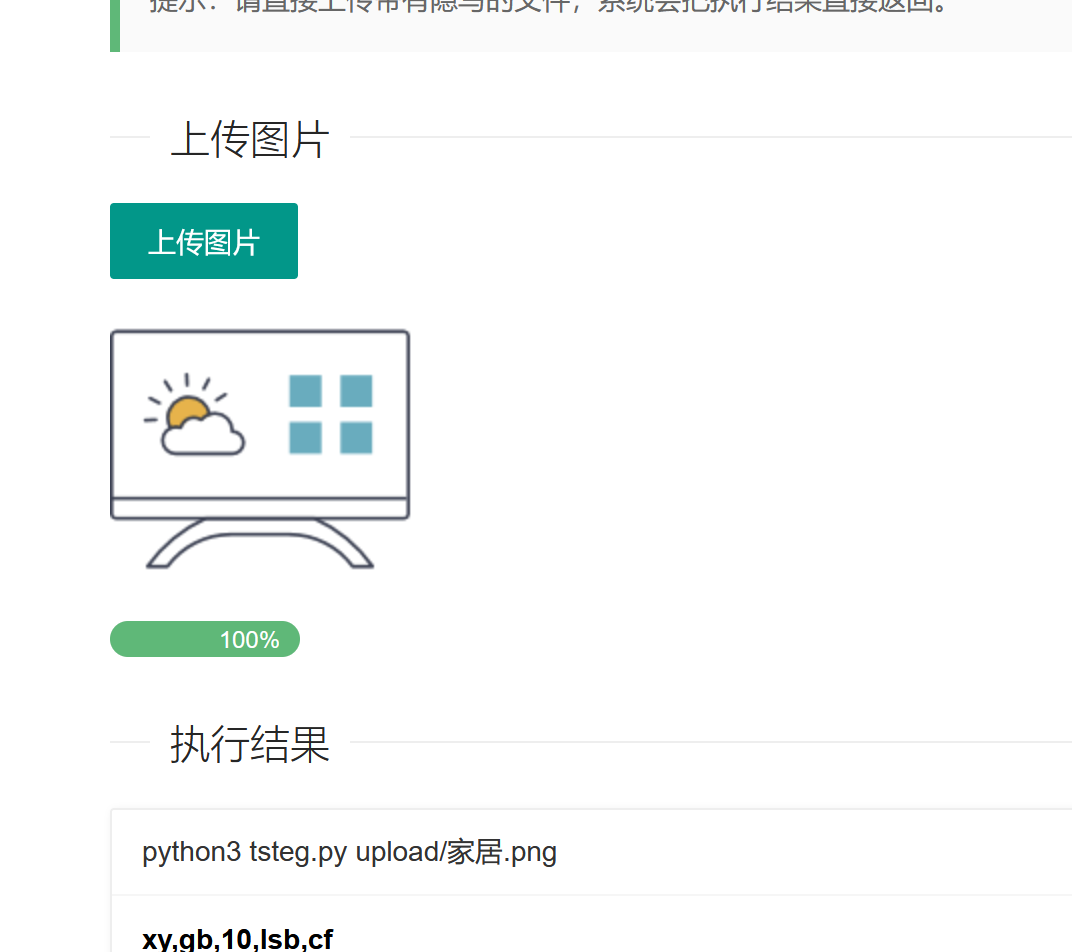 提示：请直接上传带有隐写的文件，系统会把执行结果直接返回。
上传图片
上传图片
100%
执行结果
python3 tsteg.py upload/家居.png
xy,gb,10,lsb,cf